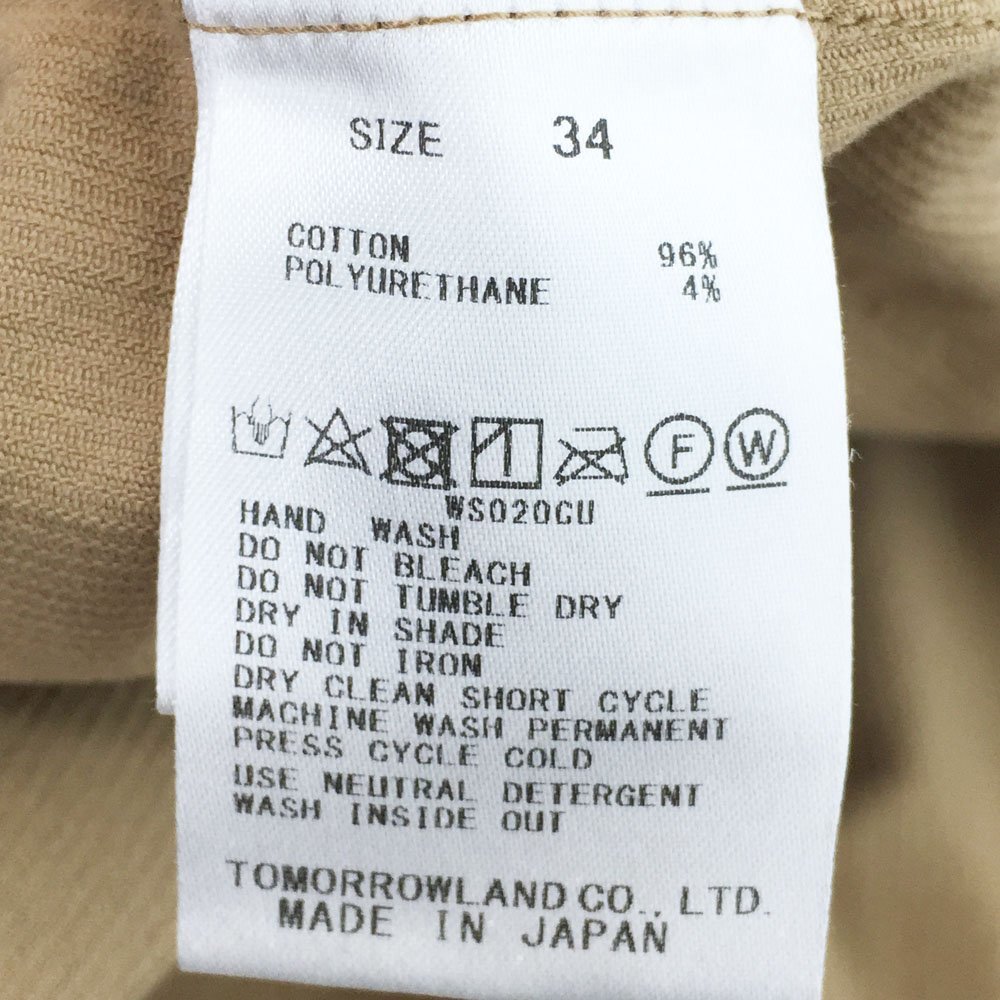 SIZE 34
COTTON 96%
POLYURETHANE 4%
F W
WS020CU
HAND WASH
DO NOT BLEACH
DO NOT TUMBLE DRY
DRY IN SHADE
DO NOT IRON
DRY CLEAN SHORT CYCLE
MACHINE WASH PERMANENT
PRESS CYCLE COLD
USE NEUTRAL DETERGENT
WASH INSIDE OUT
TOMORROWLAND CO., LTD.
MADE IN JAPAN